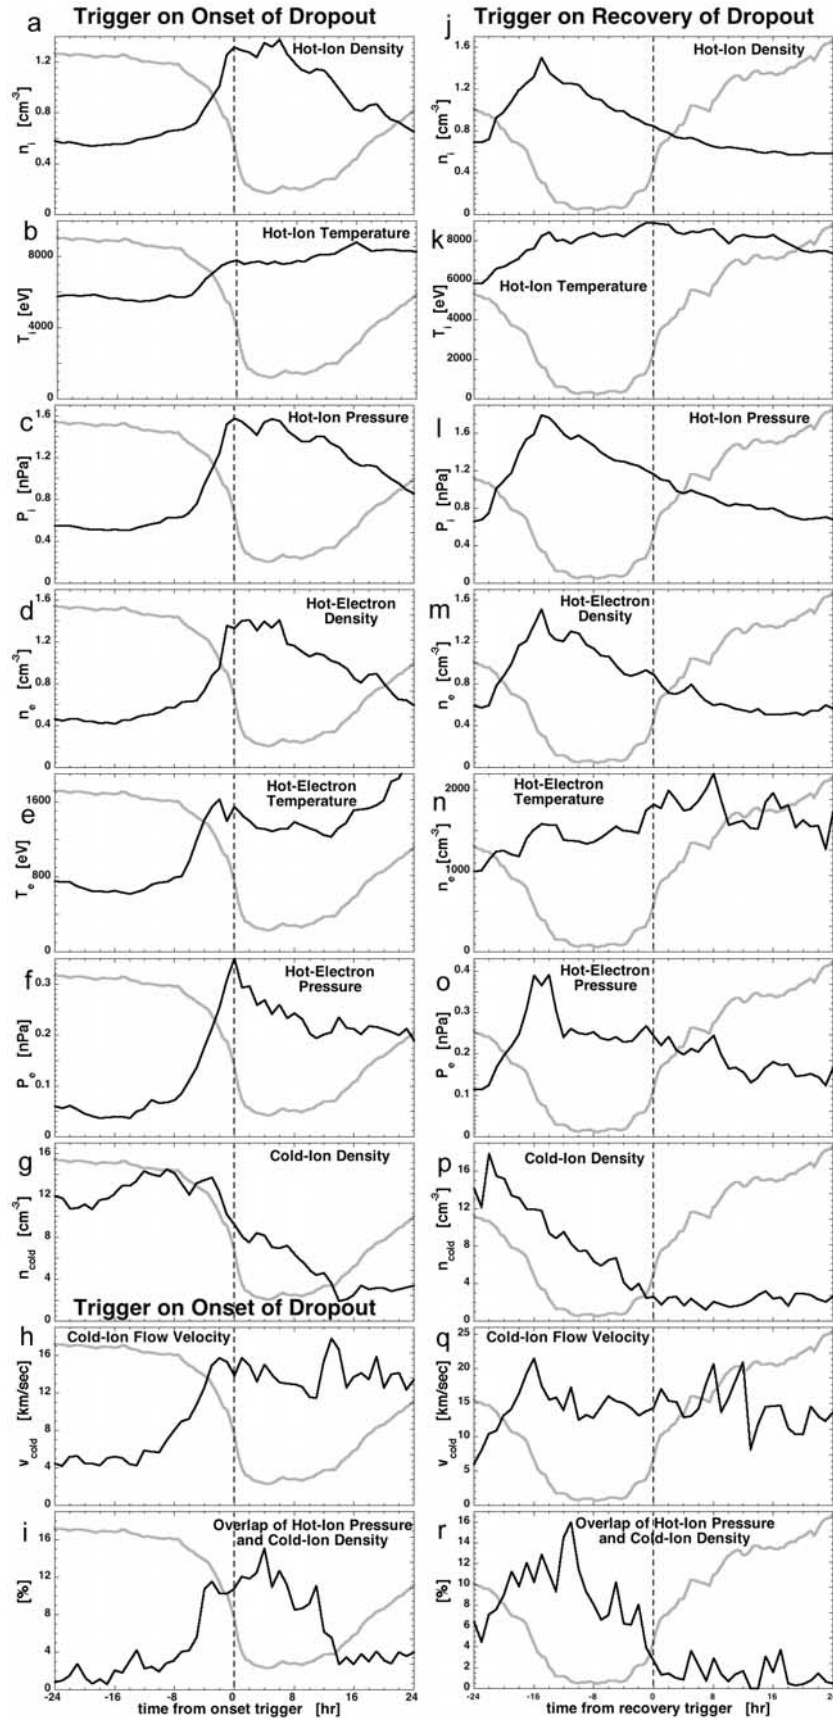 Trigger on Onset of Dropout
a
Hot-Ion Density
n_i [cm^-3]
1.6
1.2
0.8
0.4
0
b
Hot-Ion Temperature
T_i [eV]
8000
4000
0
c
Hot-Ion Pressure
P_i [nPa]
1.6
1.2
0.8
0.4
0
d
Hot-Electron
Density
n_e [cm^-3]
1.6
1.2
0.8
0.4
0
e
Hot-Electron
Temperature
T_e [eV]
1600
800
0
f
Hot-Electron
Pressure
P_e [nPa]
0.3
0.2
0.1
0
g
Cold-Ion Density
n_cold [cm^-3]
16
12
8
4
0
Trigger on Onset of Dropout
h
Cold-Ion Flow Velocity
v_cold [km/sec]
16
12
8
4
0
i
Overlap of Hot-Ion Pressure
and Cold-Ion Density
[%]
16
12
8
4
0
-24 -16 -8 0 8 16 24
time from onset trigger [hr]
Trigger on Recovery of Dropout
j
Hot-Ion Density
n_i [cm^-3]
1.6
1.2
0.8
0.4
0
k
Hot-Ion Temperature
T_i [eV]
8000
6000
4000
2000
0
l
Hot-Ion Pressure
P_i [nPa]
1.6
1.2
0.8
0.4
0
m
Hot-Electron
Density
n_e [cm^-3]
1.6
1.2
0.8
0.4
0
n
Hot-Electron
Temperature
n_e [cm^-3]
2000
1000
0
o
Hot-Electron
Pressure
P_e [nPa]
0.4
0.3
0.2
0.1
0
p
Cold-Ion Density
n_cold [cm^-3]
16
12
8
4
0
q
Cold-Ion Flow Velocity
v_cold [km/sec]
25
20
15
10
5
0
r
Overlap of Hot-Ion Pressure
and Cold-Ion Density
[%]
16
14
12
10
8
6
4
2
0
-24 -16 -8 0 8 16 24
time from recovery trigger [hr]